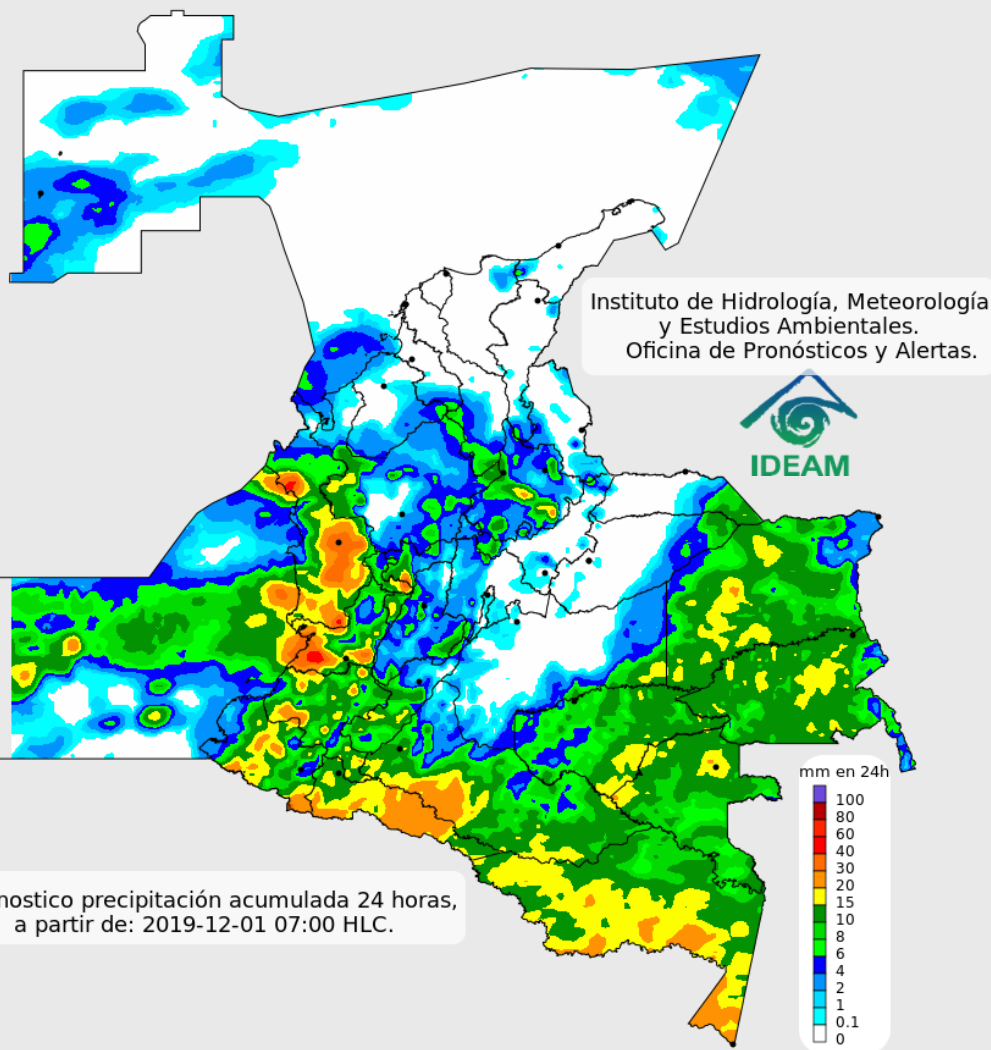 Instituto de Hidrología, Meteorología
y Estudios Ambientales.
Oficina de Pronósticos y Alertas.
IDEAM
mm en 24h
100
80
60
40
30
20
15
10
8
6
4
2
1
0.1
0
nostico precipitación acumulada 24 horas,
a partir de: 2019-12-01 07:00 HLC.